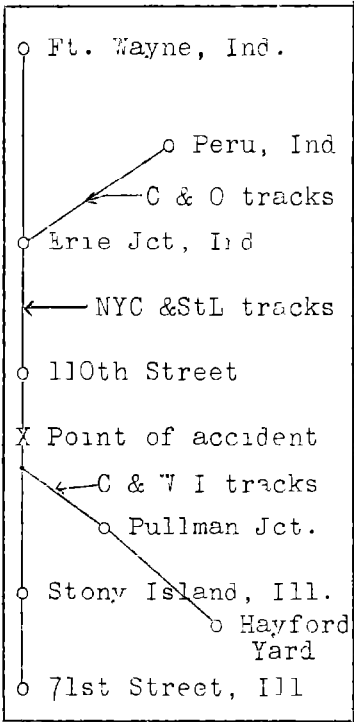 Ft. Wayne, Ind.
Peru, Ind
C & O tracks
Erie Jct, Ind
NYC &StL tracks
110th Street
X Point of accident
C & W I tracks
Pullman Jct.
Stony Island, Ill.
Hayford
Yard
71st Street, Ill